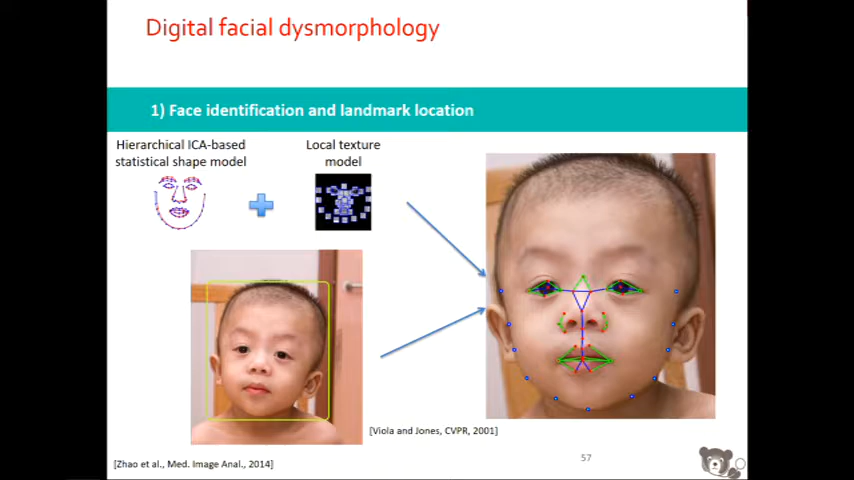 Digital facial dysmorphology
1) Face identification and landmark location
Hierarchical ICA-based
statistical shape model
Local texture
model
[Viola and Jones, CVPR, 2001]
[Zhao et al., Med. Image Anal., 2014]
57